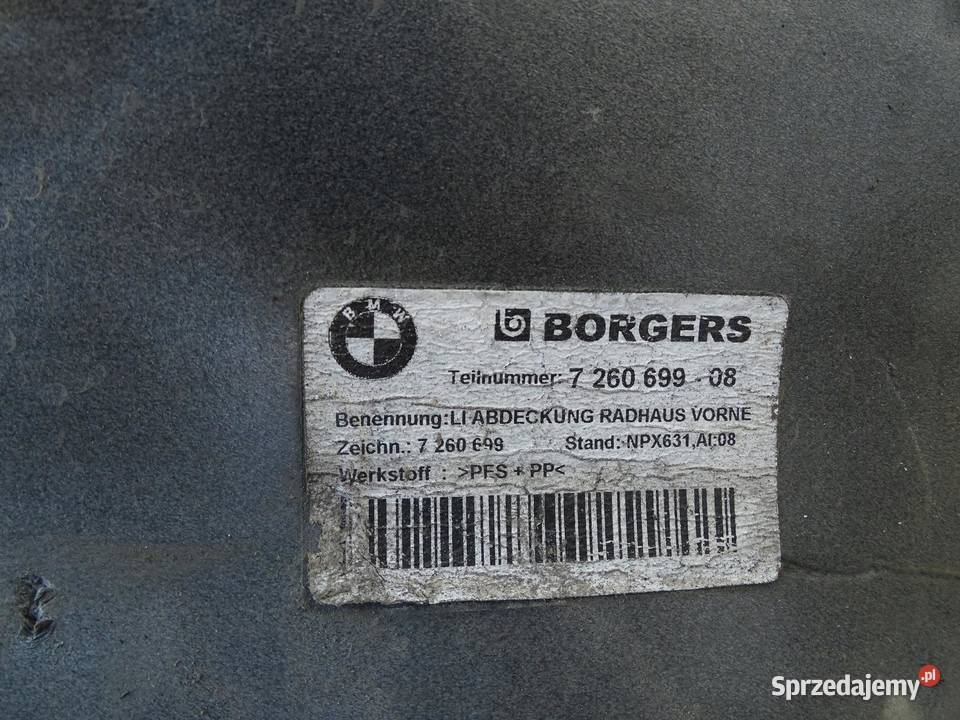 BMW
BORGERS
Teilnummer: 7 260 699 - 08
Benennung:LI ABDECKUNG RADHAUS VORNE
Zeichn.: 7 260 699 Stand: NPX631,AI:08
Werkstoff : >PFS + PP<
Sprzedajemy.pl